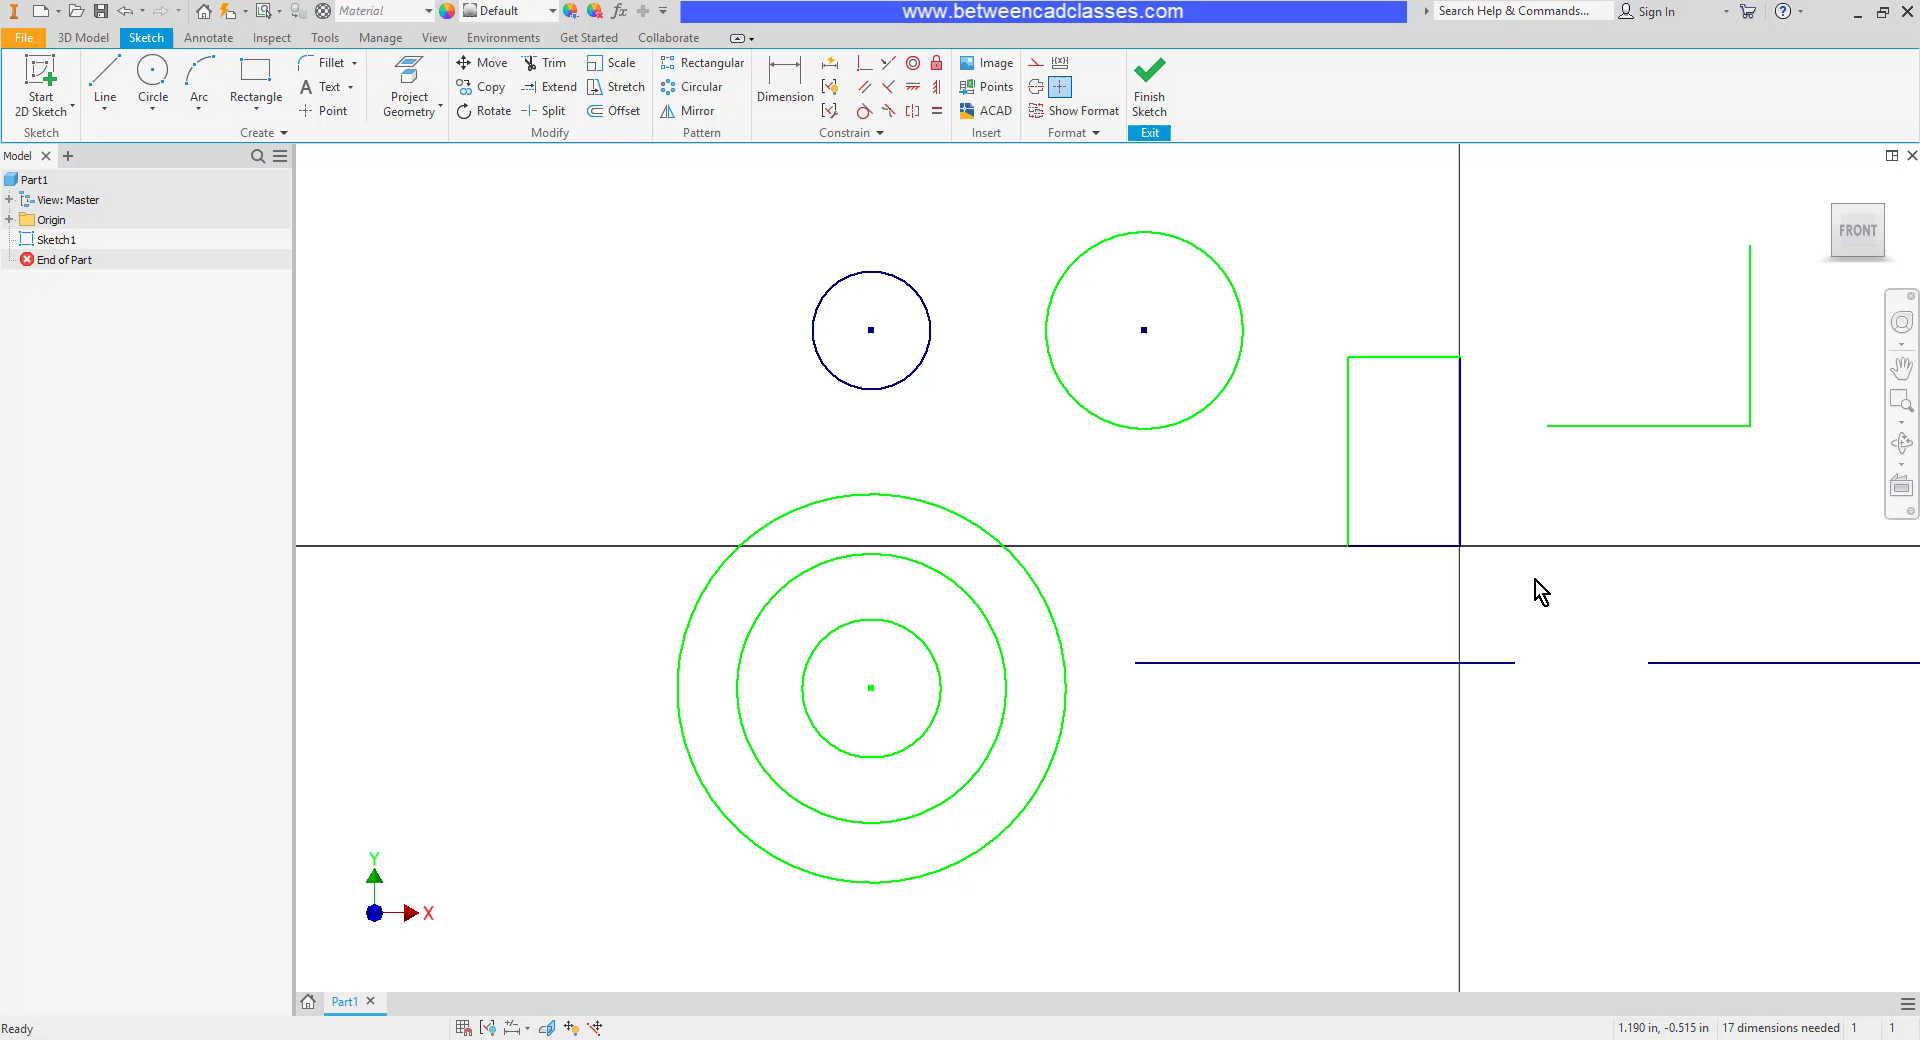 Material
Default
www.betweencadclasses.com
Search Help & Commands...
Sign In
File
3D Model
Sketch
Annotate
Inspect
Tools
Manage
View
Environments
Get Started
Collaborate
Start
2D Sketch
Line
Circle
Arc
Rectangle
Fillet
Text
Point
Project
Geometry
Move
Copy
Rotate
Trim
Extend
Split
Scale
Stretch
Offset
Rectangular
Circular
Mirror
Dimension
Image
Points
ACAD
Show Format
Finish
Sketch
Sketch
Create
Modify
Pattern
Constrain
Insert
Format
Exit
Model
Part1
View: Master
Origin
Sketch1
End of Part
FRONT
Y
X
Part1
Ready
1.190 in, -0.515 in
17 dimensions needed
1
1